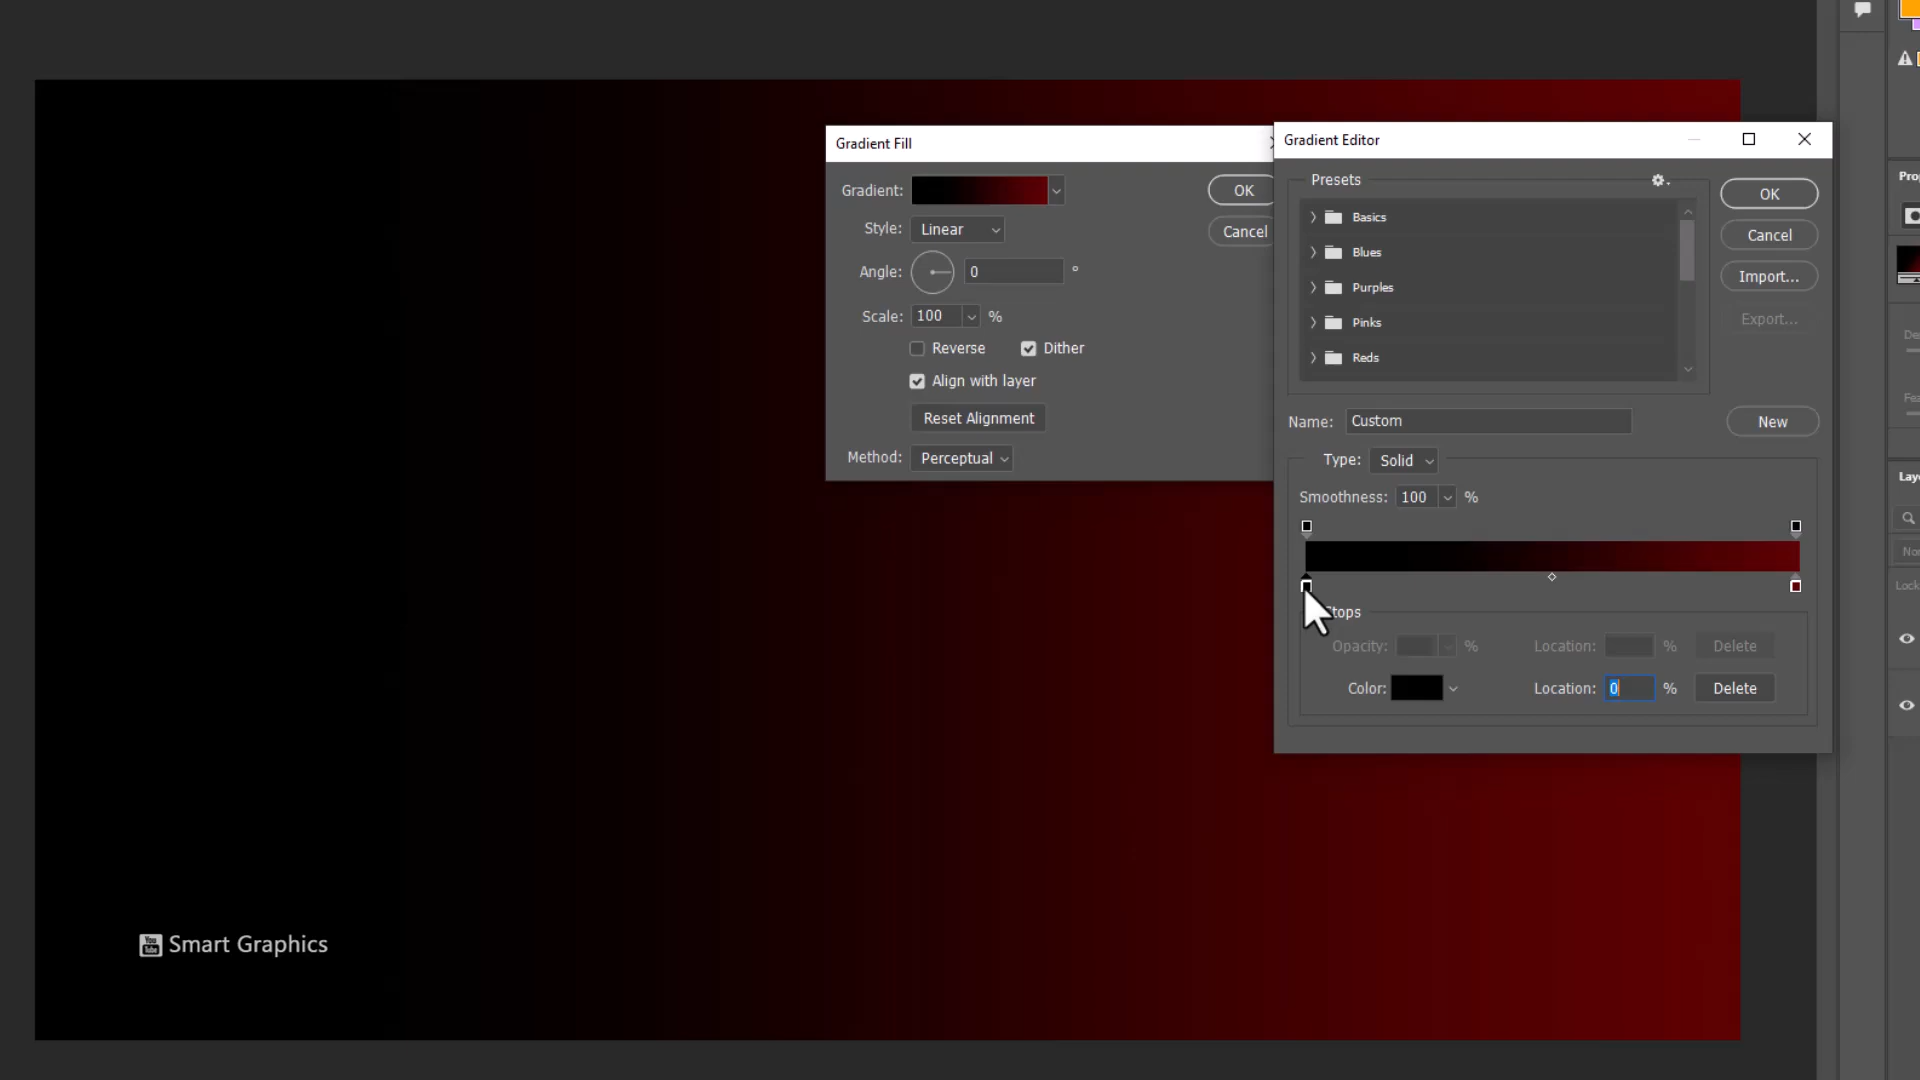 Gradient Fill
Gradient:
OK
Style: Linear
Cancel
Angle: 0 °
Scale: 100 %
Reverse Dither
Align with layer
Reset Alignment
Method: Perceptual
Gradient Editor
Presets
Basics
Blues
Purples
Pinks
Reds
OK
Cancel
Import...
Export...
Name: Custom
New
Type: Solid
Smoothness: 100 %
Opacity: % Location: % Delete
Color: Location: 0 % Delete
You Tube Smart Graphics